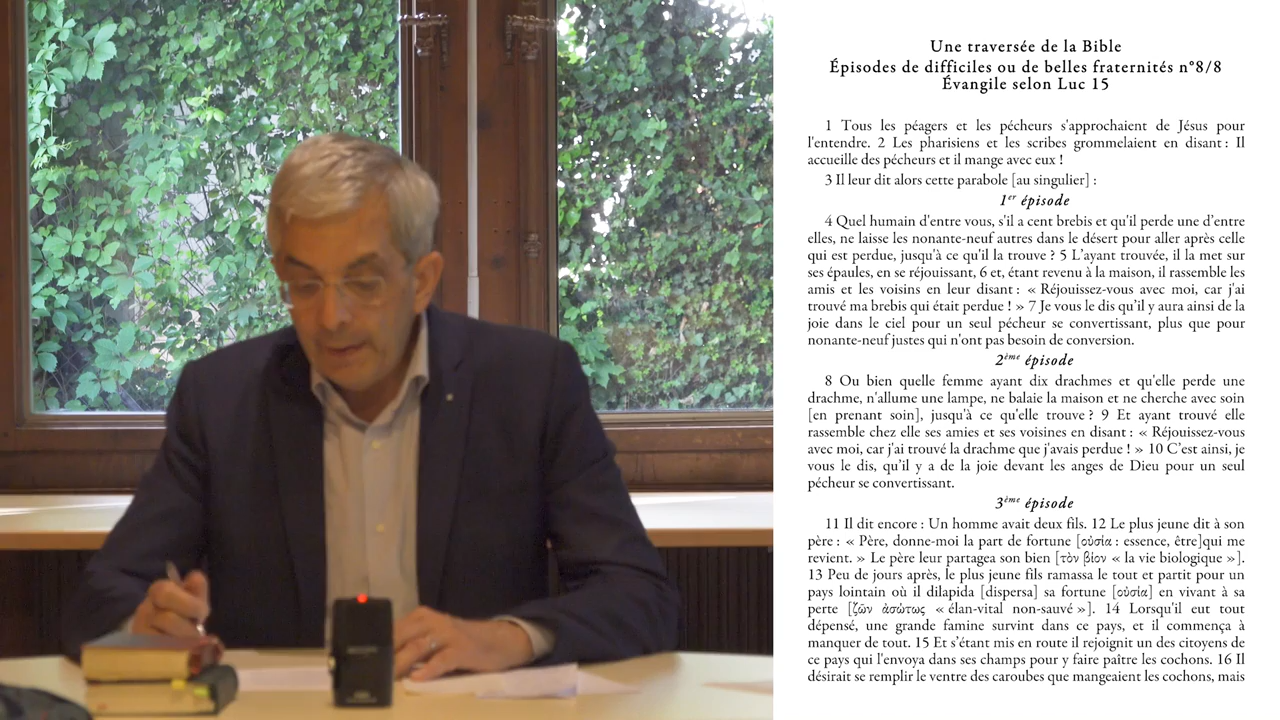 Une traversée de la Bible
Épisodes de difficiles ou de belles fraternités n°8/8
Évangile selon Luc 15
1 Tous les péagers et les pécheurs s'approchaient de Jésus pour
l'entendre. 2 Les pharisiens et les scribes grommelaient en disant : Il
accueille des pécheurs et il mange avec eux !
3 Il leur dit alors cette parabole [au singulier] :
1er épisode
4 Quel humain d'entre vous, s'il a cent brebis et qu'il perde une d'entre
elles, ne laisse les nonante-neuf autres dans le désert pour aller après celle
qui est perdue, jusqu'à ce qu'il la trouve ? 5 L'ayant trouvée, il la met sur
ses épaules, en se réjouissant, 6 et, étant revenu à la maison, il rassemble les
amis et les voisins en leur disant : « Réjouissez-vous avec moi, car j'ai
trouvé ma brebis qui était perdue ! » 7 Je vous le dis qu'il y aura ainsi de la
joie dans le ciel pour un seul pécheur se convertissant, plus que pour
nonante-neuf justes qui n'ont pas besoin de conversion.
2ème épisode
8 Ou bien quelle femme ayant dix drachmes et qu'elle perde une
drachme, n'allume une lampe, ne balaie la maison et ne cherche avec soin
[en prenant soin], jusqu'à ce qu'elle trouve ? 9 Et ayant trouvé elle
rassemble chez elle ses amies et ses voisines en disant : « Réjouissez-vous
avec moi, car j'ai trouvé la drachme que j'avais perdue ! » 10 C'est ainsi, je
vous le dis, qu'il y a de la joie devant les anges de Dieu pour un seul
pécheur se convertissant.
3ème épisode
11 Il dit encore : Un homme avait deux fils. 12 Le plus jeune dit à son
père : « Père, donne-moi la part de fortune [οὐσία : essence, être]qui me
revient. » Le père leur partagea son bien [τὸν βίον « la vie biologique »].
13 Peu de jours après, le plus jeune fils ramassa le tout et partit pour un
pays lointain où il dilapida [dispersa] sa fortune [οὐσία] en vivant à sa
perte [ζῶν ἀσώτως « élan-vital non-sauvé »]. 14 Lorsqu'il eut tout
dépensé, une grande famine survint dans ce pays, et il commença à
manquer de tout. 15 Et s'étant mis en route il rejoignit un des citoyens de
ce pays qui l'envoya dans ses champs pour y faire paître les cochons. 16 Il
désirait se remplir le ventre des caroubes que mangeaient les cochons, mais